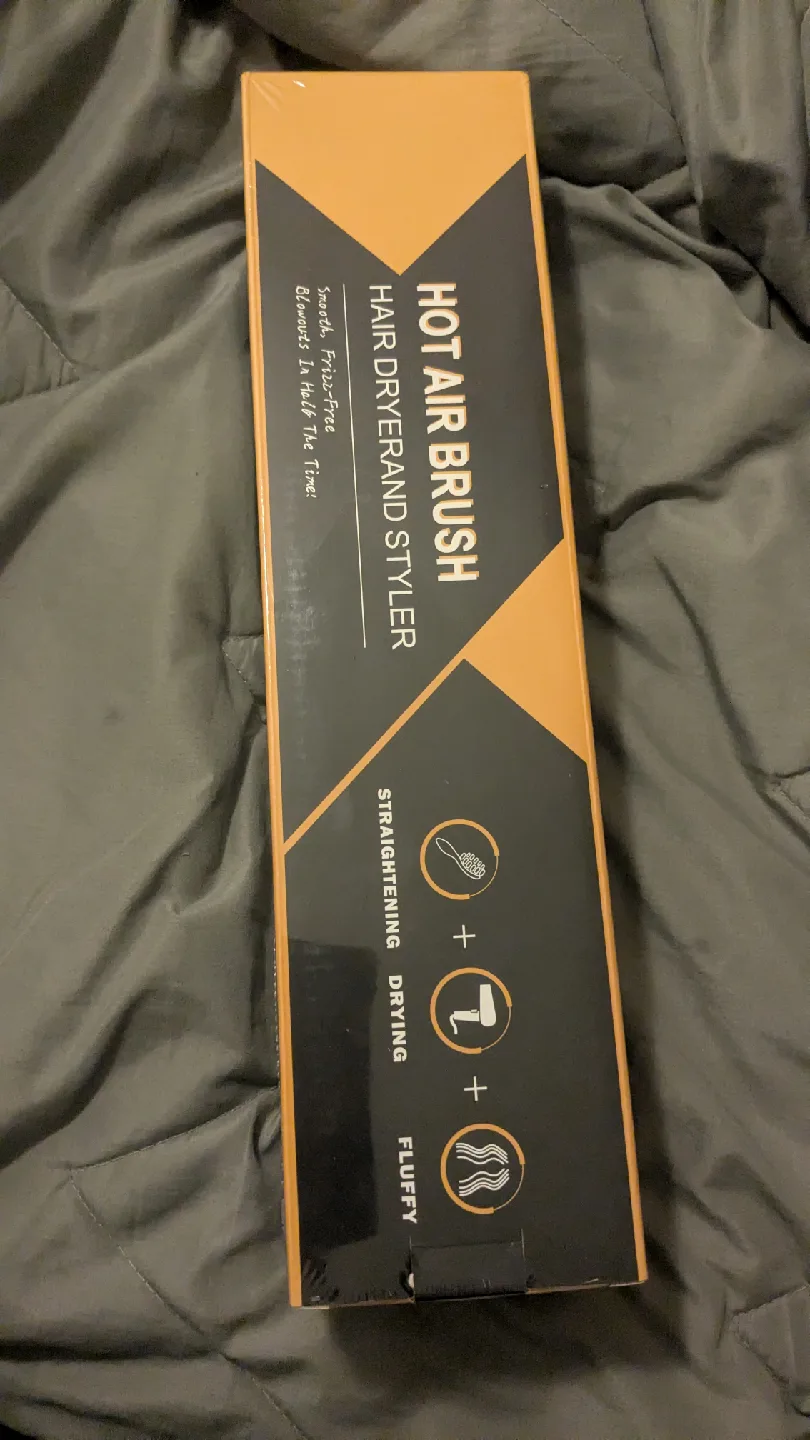 HOT AIR BRUSH
HAIR DRYERAND STYLER
Smooth, Frizz-Free
Blowouts In Half The Time!
STRAIGHTENING
DRYING
FLUFFY